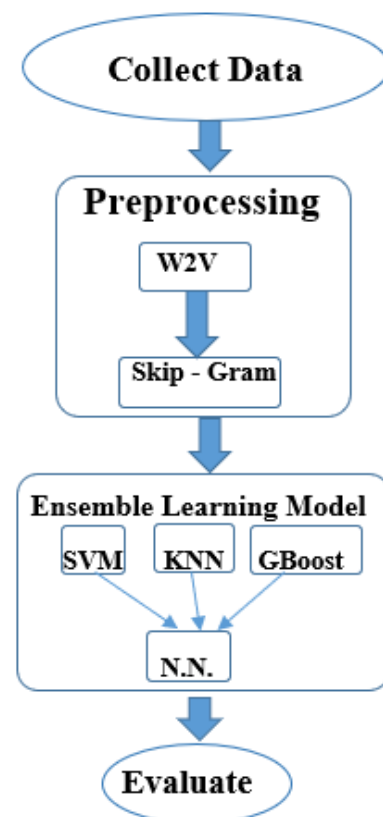 Collect Data
Preprocessing
W2V
Skip - Gram
Ensemble Learning Model
SVM KNN GBoost
N.N.
Evaluate